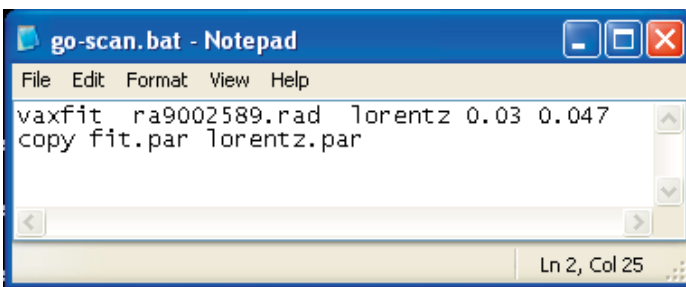 go-scan.bat - Notepad
File Edit Format View Help
vaxfit  ra9002589.rad  lorentz 0.03 0.047
copy fit.par lorentz.par
Ln 2, Col 25